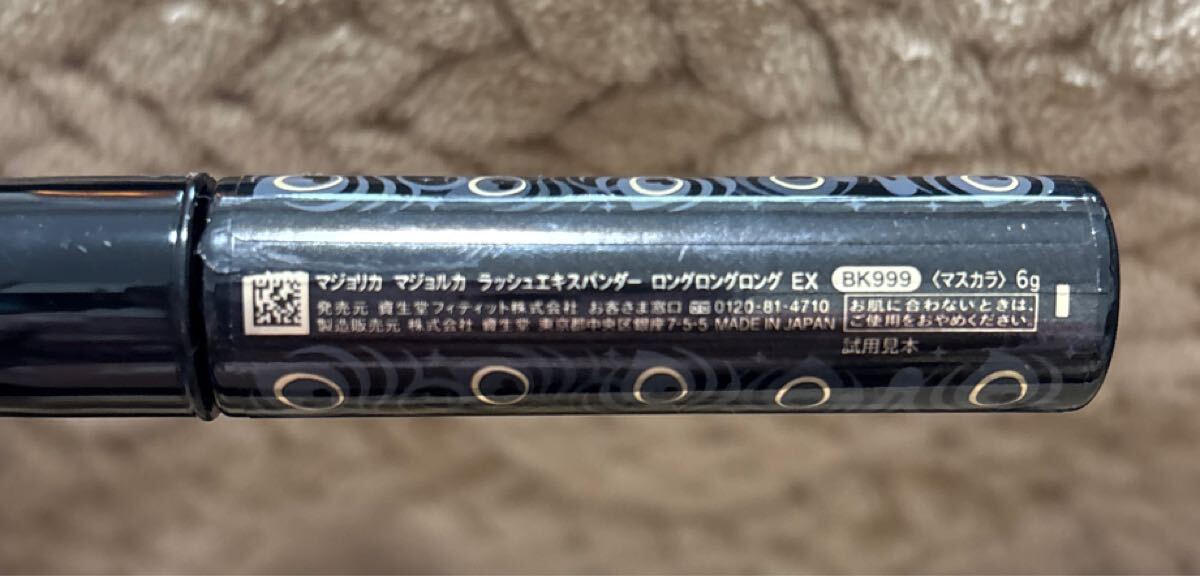 マジョリカ マジョルカ ラッシュエキスパンダー ロングロングロング EX BK999 〈マスカラ〉 6g
発売元 資生堂フィティット株式会社 お客さま窓口 0120-81-4710
製造販売元 株式会社 資生堂 東京都中央区銀座7-5-5 MADE IN JAPAN
お肌に合わないときは、
ご使用をおやめください。
試用見本